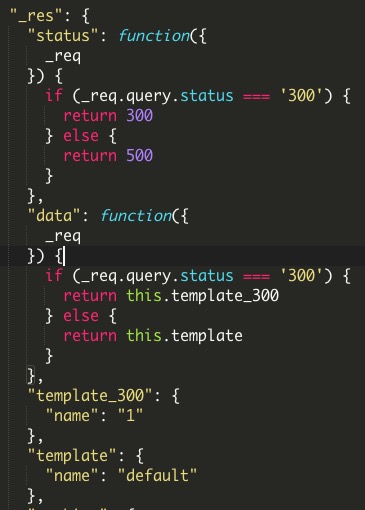 "_res": {
"status": function({
_req
}) {
if (_req.query.status === '300') {
return 300
} else {
return 500
}
},
"data": function({
_req
}) {
if (_req.query.status === '300') {
return this.template_300
} else {
return this.template
}
},
"template_300": {
"name": "1"
},
"template": {
"name": "default"
},